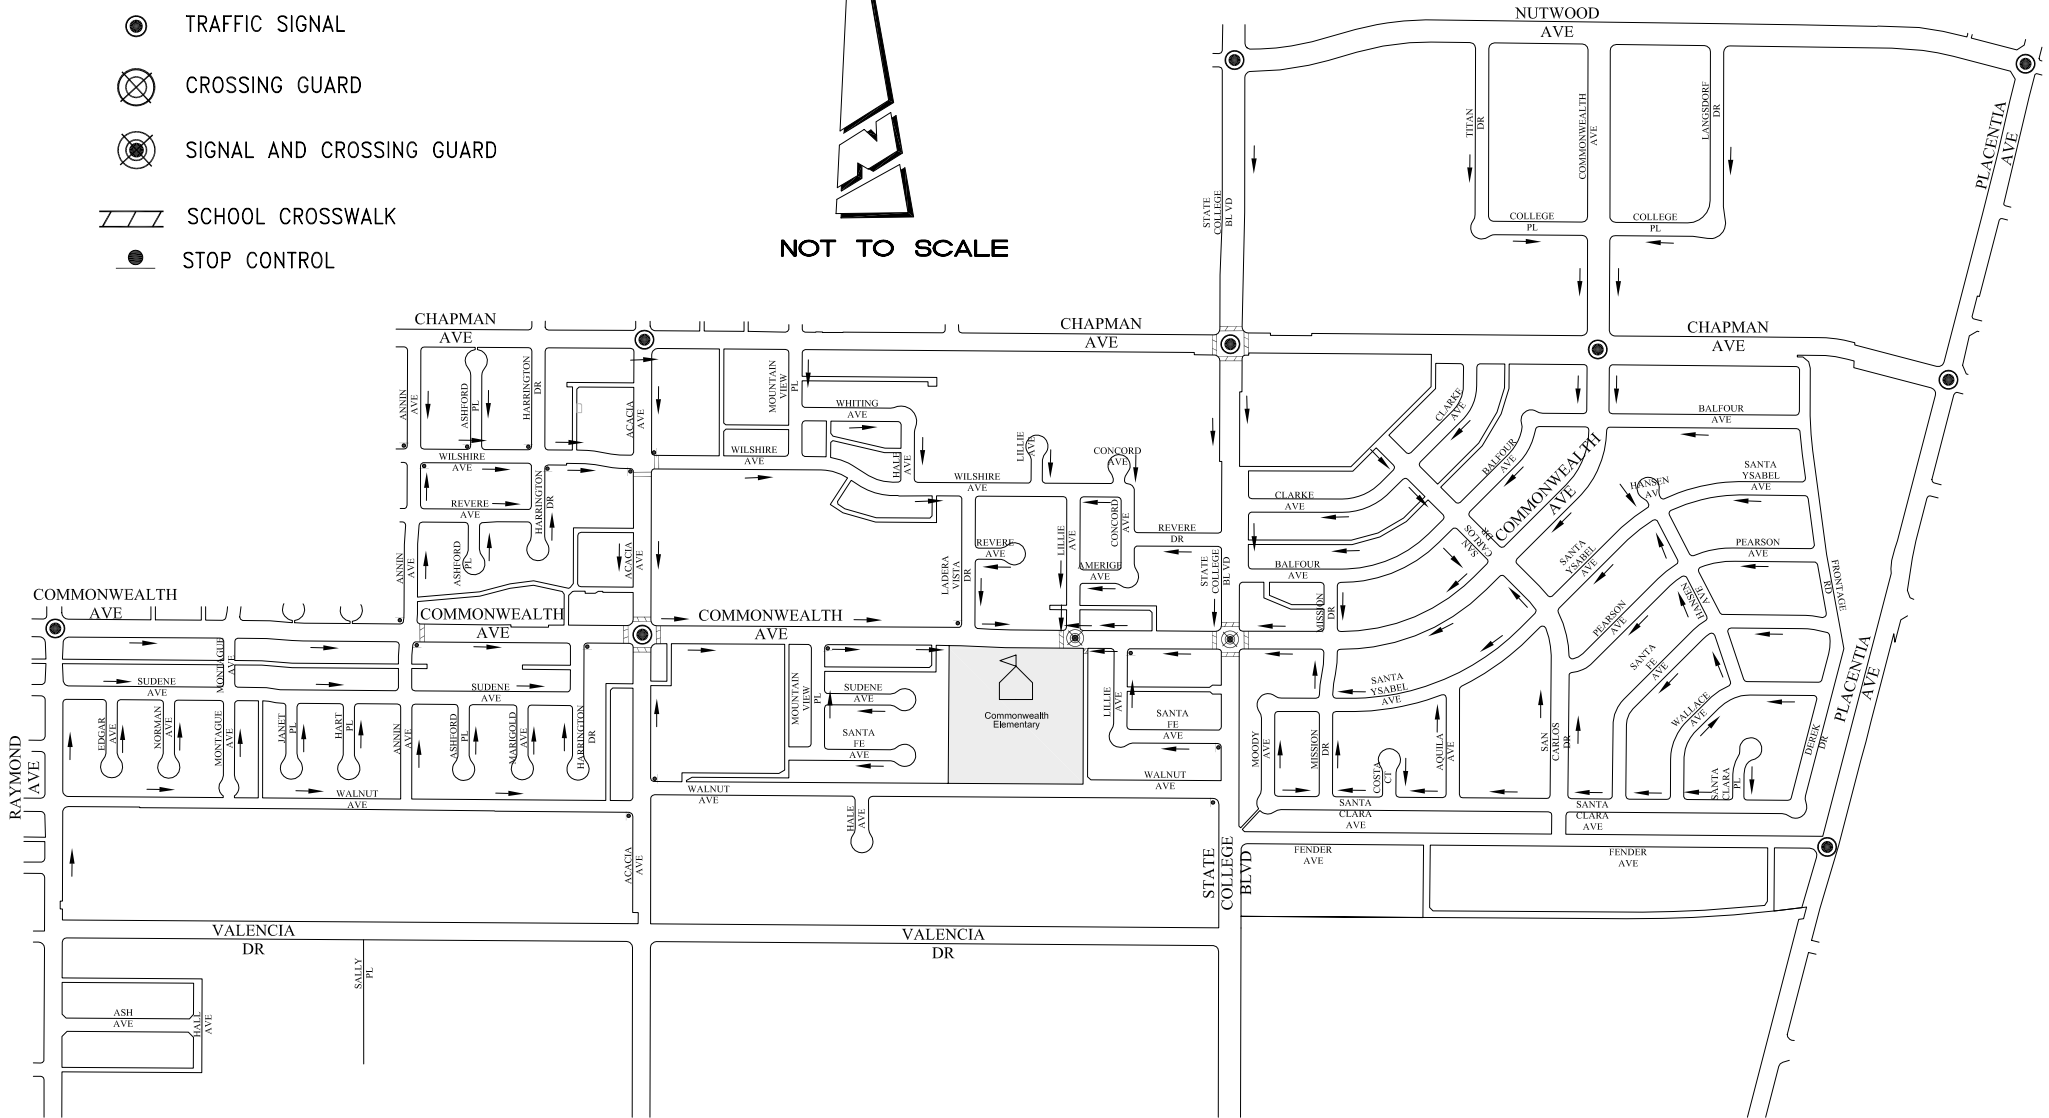 TRAFFIC SIGNAL
CROSSING GUARD
SIGNAL AND CROSSING GUARD
SCHOOL CROSSWALK
STOP CONTROL
NOT TO SCALE
NUTWOOD
AVE
TITAN
DR
COMMONWEALTH
AVE
LANGSDORF
DR
PLACENTIA
AVE
STATE
COLLEGE
BLVD
COLLEGE
PL
COLLEGE
PL
CHAPMAN
AVE
CHAPMAN
AVE
CHAPMAN
AVE
ANNIN
AVE
ASHFORD
PL
HARRINGTON
DR
ACACIA
AVE
MOUNTAIN
VIEW
PL
WHITING
AVE
HALE
AVE
LILLIE
AVE
CONCORD
AVE
CLARKE
AVE
BALFOUR
AVE
BALFOUR
AVE
COMMONWEALTH
AVE
WILSHIRE
AVE
WILSHIRE
AVE
WILSHIRE
AVE
HANSEN
AV
SANTA
YSABEL
AVE
REVERE
AVE
HARRINGTON
DR
CLARKE
AVE
CONCORD
AVE
REVERE
DR
LILLIE
AVE
REVERE
AVE
SAN
CARLOS
DR
PEARSON
AVE
SANTA
YSABEL
AVE
ANNIN
AVE
ASHFORD
PL
ACACIA
AVE
LADERA
VISTA
DR
AMERIGE
AVE
STATE
COLLEGE
BLVD
BALFOUR
AVE
MISSION
DR
FRONTAGE
RD
HANSEN
AVE
PEARSON
AVE
COMMONWEALTH
AVE
COMMONWEALTH
AVE
COMMONWEALTH
AVE
MONTAGUE
AVE
SUDENE
AVE
SUDENE
AVE
SUDENE
AVE
MOUNTAIN
VIEW
PL
SANTA
FE
AVE
Commonwealth
Elementary
LILLIE
AVE
SANTA
FE
AVE
SANTA
YSABEL
AVE
SANTA
FE
AVE
WALLACE
AVE
PLACENTIA
AVE
RAYMOND
AVE
EDGAR
AVE
NORMAN
AVE
MONTAGUE
AVE
JANET
PL
HART
PL
ANNIN
AVE
ASHFORD
PL
MARIGOLD
AVE
HARRINGTON
DR
MOODY
AVE
MISSION
DR
COSTA
CT
AQUILA
AVE
SAN
CARLOS
DR
SANTA
CLARA
PL
DEREK
DR
WALNUT
AVE
WALNUT
AVE
WALNUT
AVE
HALE
AVE
SANTA
CLARA
AVE
SANTA
CLARA
AVE
ACACIA
AVE
STATE
COLLEGE
BLVD
FENDER
AVE
FENDER
AVE
VALENCIA
DR
VALENCIA
DR
SALLY
PL
ASH
AVE
HALL
AVE